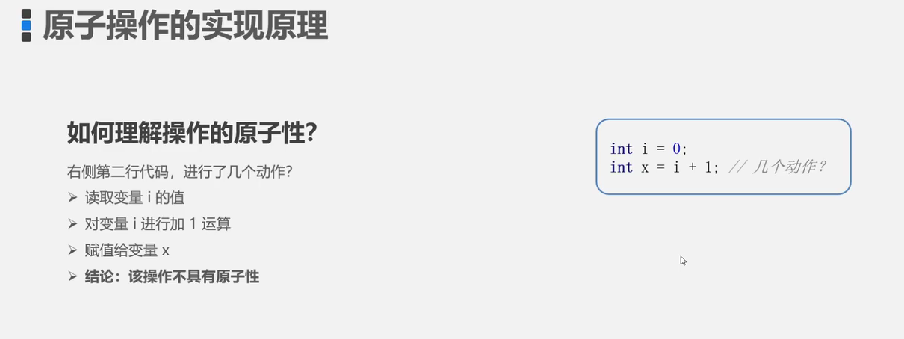 原子操作的实现原理
如何理解操作的原子性？
右侧第二行代码，进行了几个动作？
➢ 读取变量 i 的值
➢ 对变量 i 进行加 1 运算
➢ 赋值给变量 x
➢ 结论：该操作不具有原子性
int i = 0;
int x = i + 1; // 几个动作？